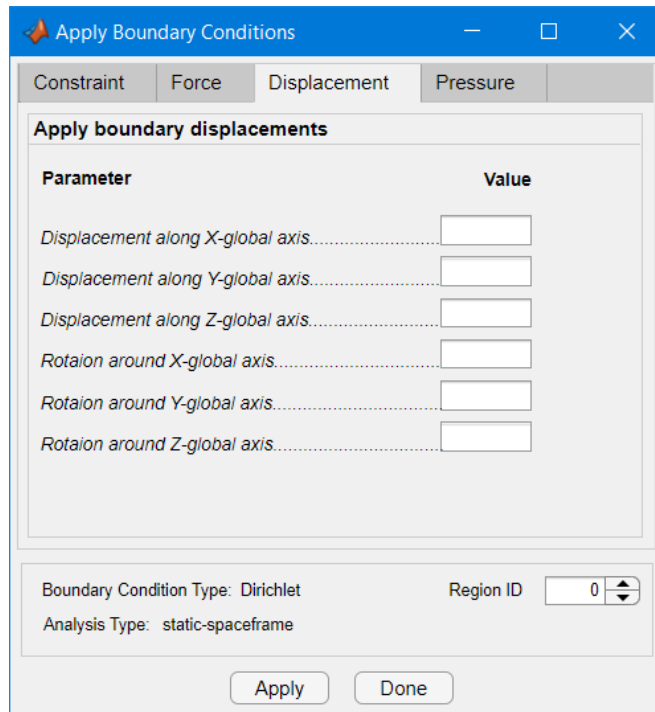 Apply Boundary Conditions
Constraint Force Displacement Pressure
Apply boundary displacements
Parameter Value
Displacement along X-global axis
Displacement along Y-global axis
Displacement along Z-global axis
Rotaion around X-global axis
Rotaion around Y-global axis
Rotaion around Z-global axis
Boundary Condition Type: Dirichlet Region ID 0
Analysis Type: static-spaceframe
Apply Done